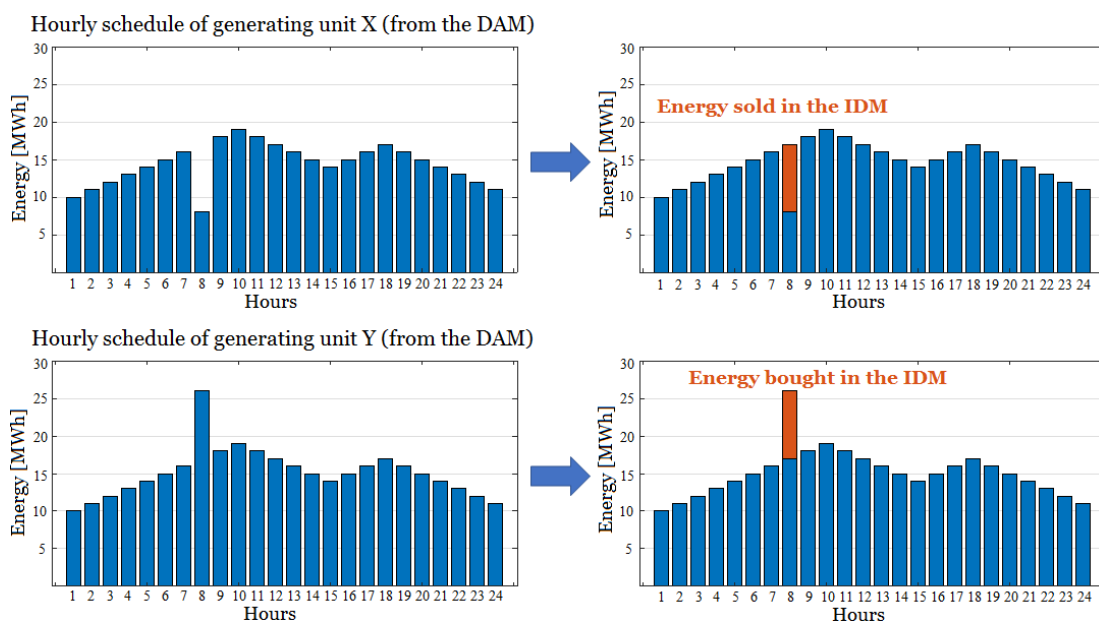 Hourly schedule of generating unit X (from the DAM)
30
25
20
15
10
5
Energy [MWh]
1 2 3 4 5 6 7 8 9 10 11 12 13 14 15 16 17 18 19 20 21 22 23 24
Hours
30
25
20
15
10
5
Energy [MWh]
Energy sold in the IDM
1 2 3 4 5 6 7 8 9 10 11 12 13 14 15 16 17 18 19 20 21 22 23 24
Hours
Hourly schedule of generating unit Y (from the DAM)
30
25
20
15
10
5
Energy [MWh]
1 2 3 4 5 6 7 8 9 10 11 12 13 14 15 16 17 18 19 20 21 22 23 24
Hours
30
25
20
15
10
5
Energy [MWh]
Energy bought in the IDM
1 2 3 4 5 6 7 8 9 10 11 12 13 14 15 16 17 18 19 20 21 22 23 24
Hours